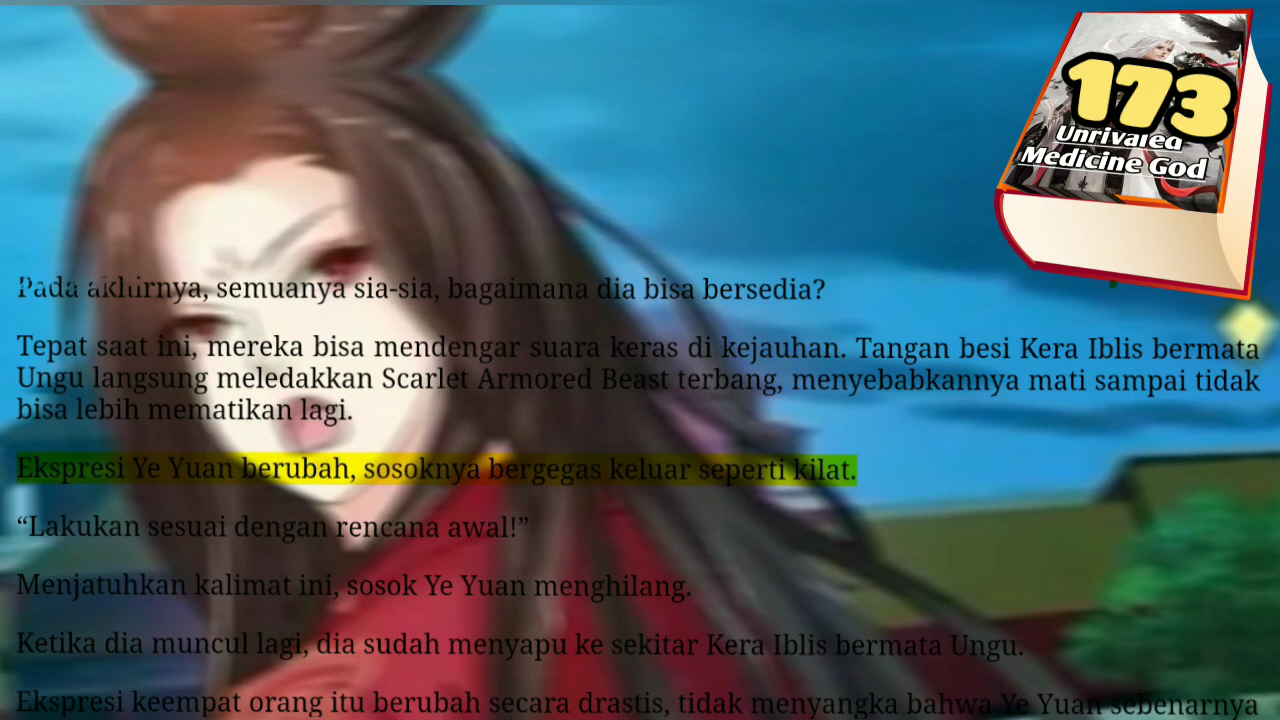 173
Unrivaled
Medicine God
Pada akhirnya, semuanya sia-sia, bagaimana dia bisa bersedia?
Tepat saat ini, mereka bisa mendengar suara keras di kejauhan. Tangan besi Kera Iblis bermata
Ungu langsung meledakkan Scarlet Armored Beast terbang, menyebabkannya mati sampai tidak
bisa lebih mematikan lagi.
Ekspresi Ye Yuan berubah, sosoknya bergegas keluar seperti kilat.
“Lakukan sesuai dengan rencana awal!”
Menjatuhkan kalimat ini, sosok Ye Yuan menghilang.
Ketika dia muncul lagi, dia sudah menyapu ke sekitar Kera Iblis bermata Ungu.
Ekspresi keempat orang itu berubah secara drastis, tidak menyangka bahwa Ye Yuan sebenarnya